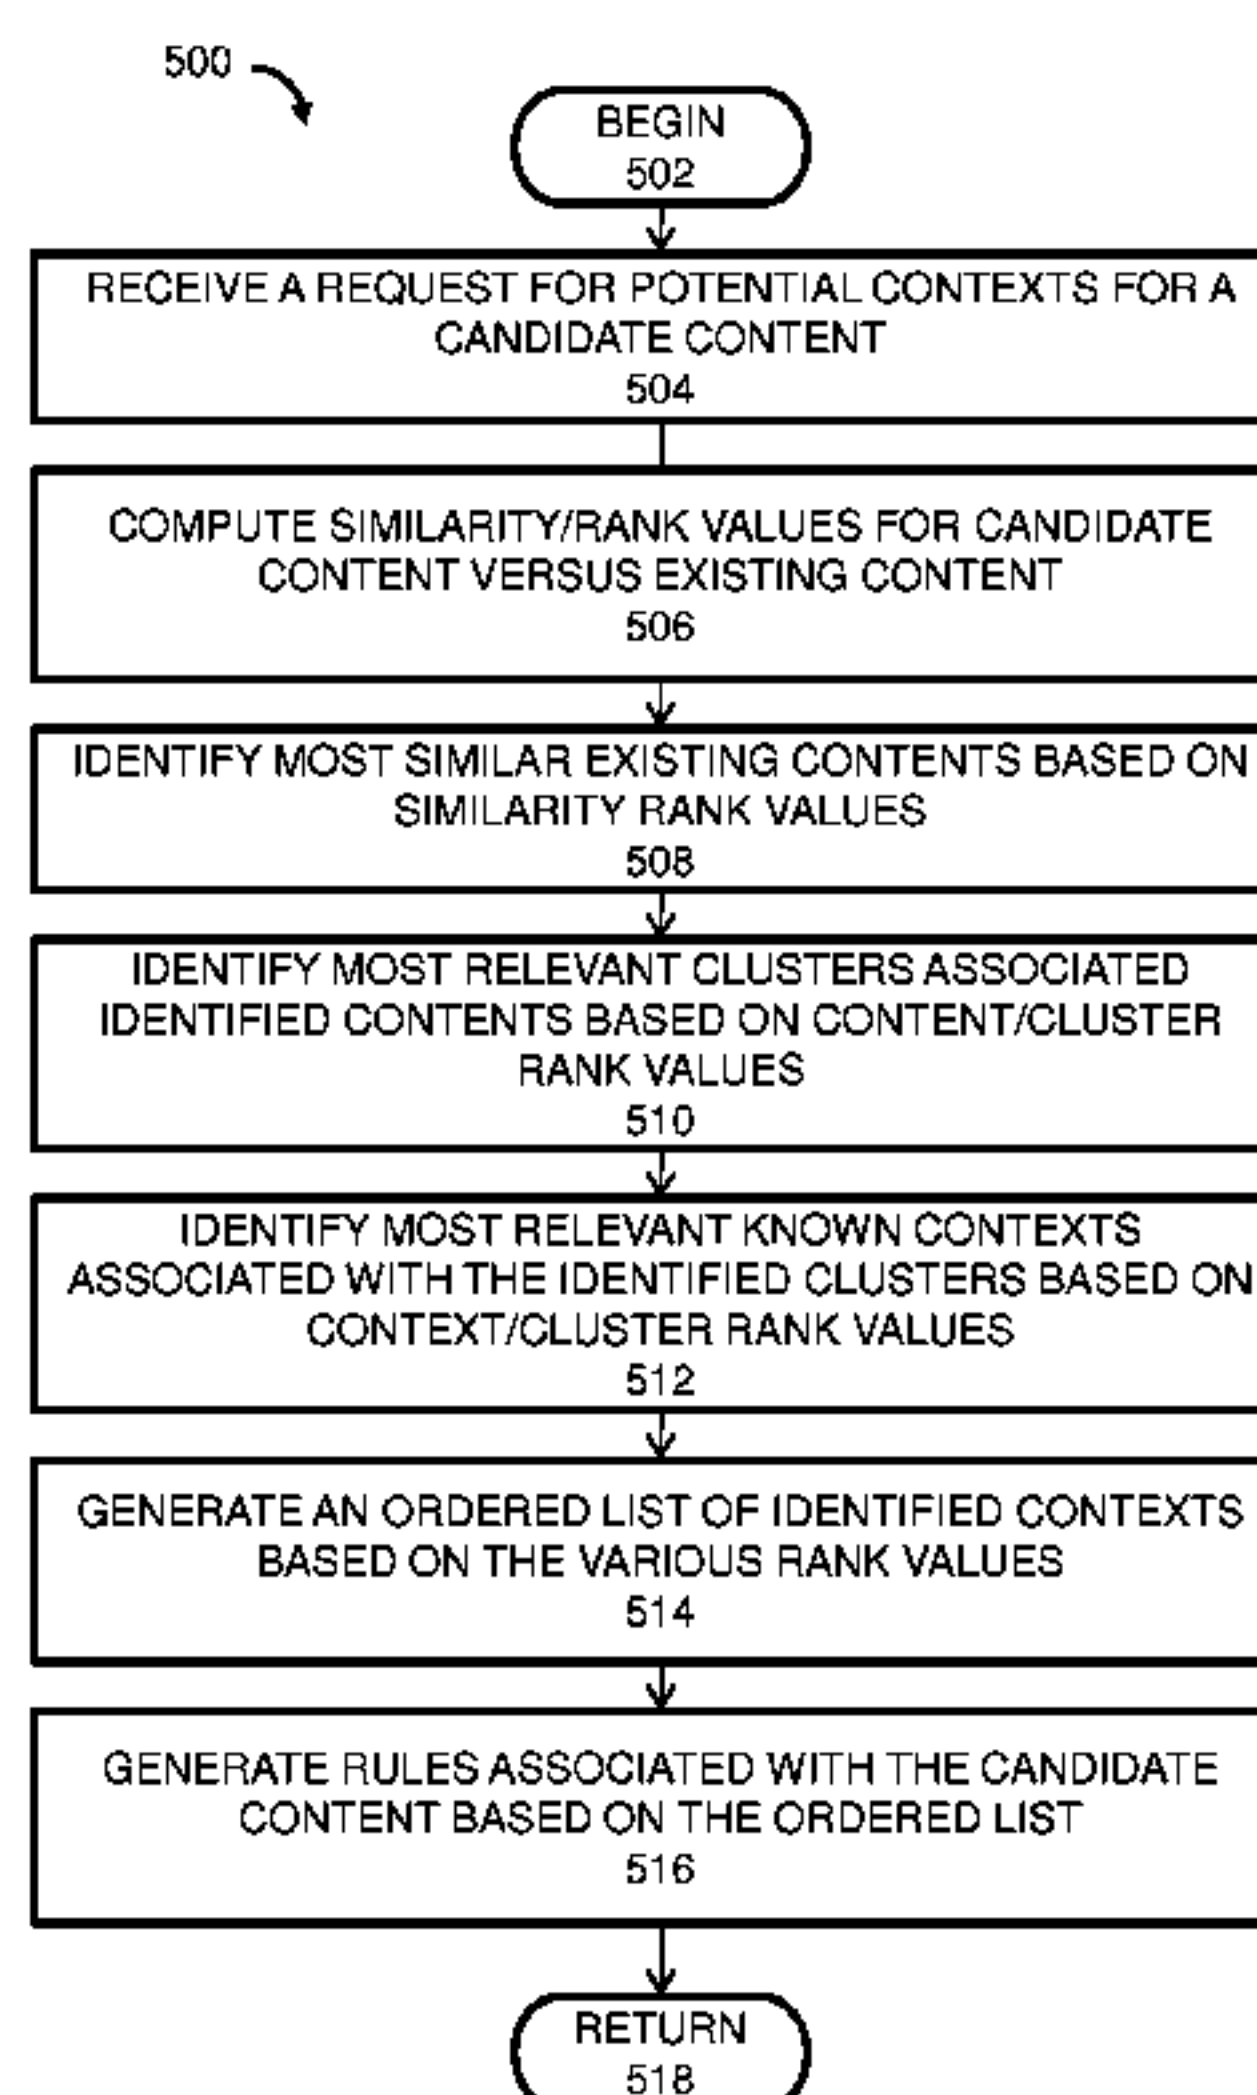 500
BEGIN
502
RECEIVE A REQUEST FOR POTENTIAL CONTEXTS FOR A
CANDIDATE CONTENT
504
COMPUTE SIMILARITY/RANK VALUES FOR CANDIDATE
CONTENT VERSUS EXISTING CONTENT
506
IDENTIFY MOST SIMILAR EXISTING CONTENTS BASED ON
SIMILARITY RANK VALUES
508
IDENTIFY MOST RELEVANT CLUSTERS ASSOCIATED
IDENTIFIED CONTENTS BASED ON CONTENT/CLUSTER
RANK VALUES
510
IDENTIFY MOST RELEVANT KNOWN CONTEXTS
ASSOCIATED WITH THE IDENTIFIED CLUSTERS BASED ON
CONTEXT/CLUSTER RANK VALUES
512
GENERATE AN ORDERED LIST OF IDENTIFIED CONTEXTS
BASED ON THE VARIOUS RANK VALUES
514
GENERATE RULES ASSOCIATED WITH THE CANDIDATE
CONTENT BASED ON THE ORDERED LIST
516
RETURN
518